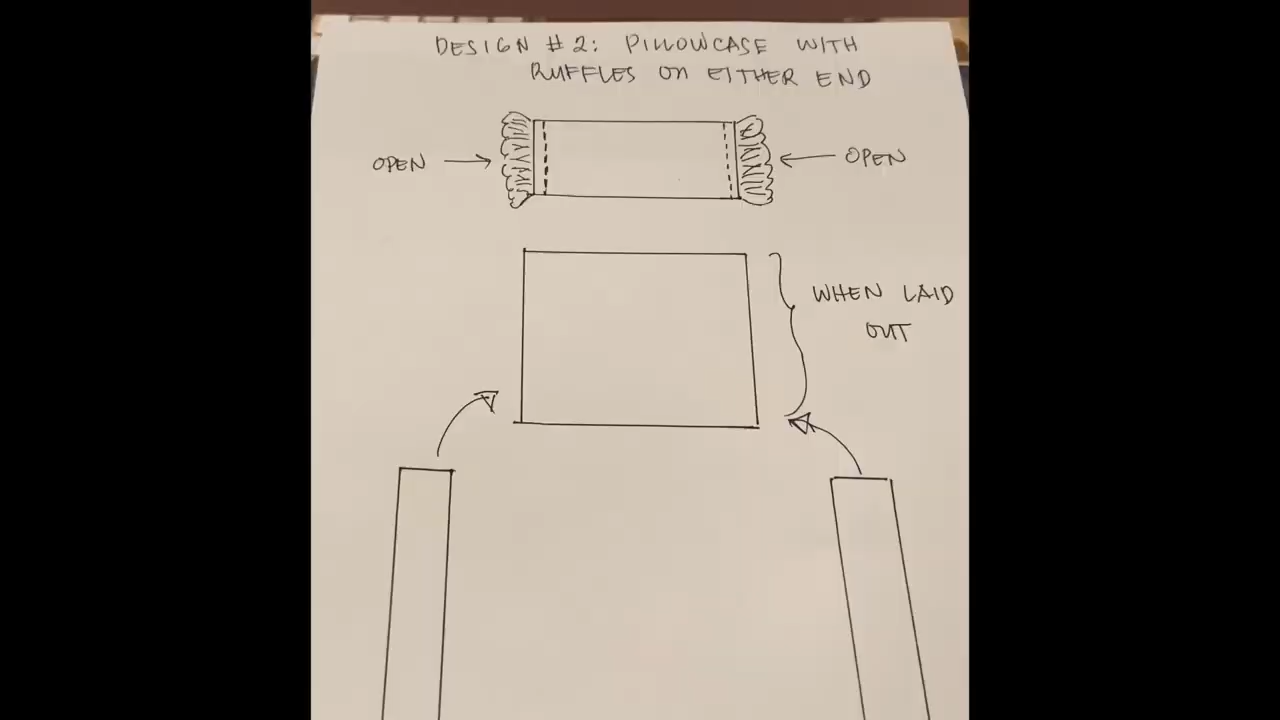 DESIGN #2: PILLOWCASE WITH
RUFFLES ON EITHER END
OPEN
OPEN
WHEN LAID
OUT